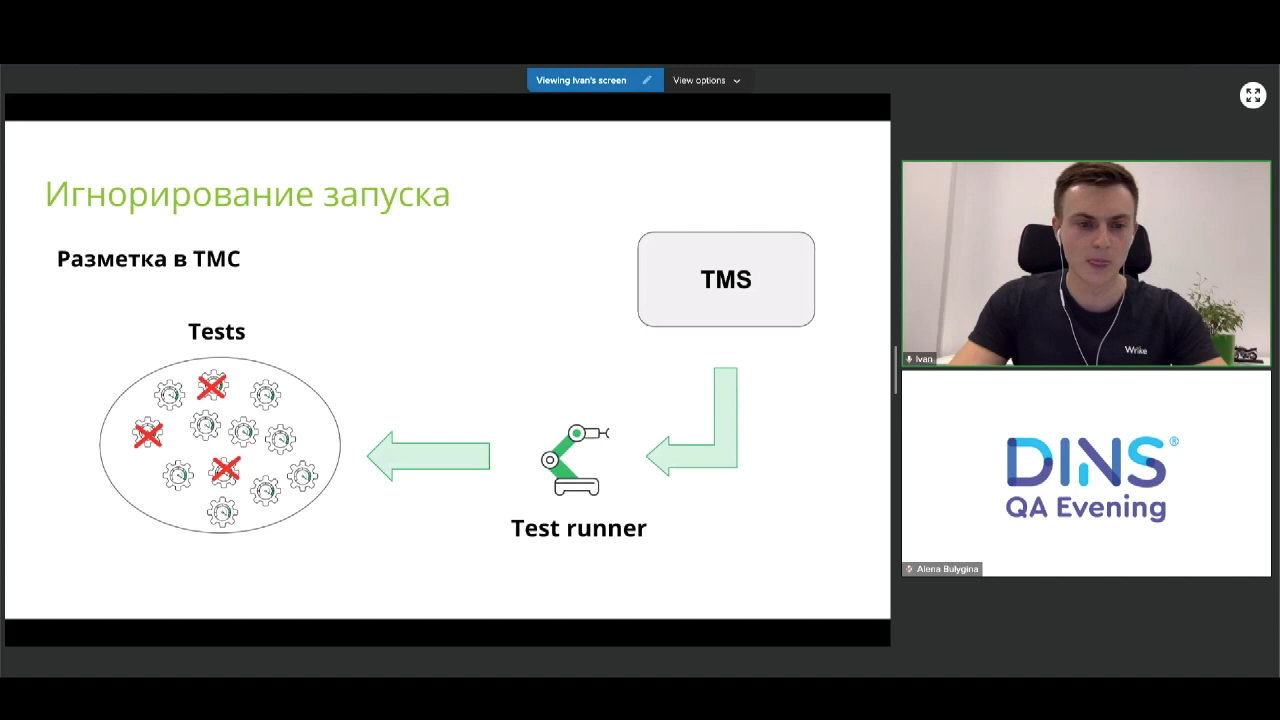 Viewing Ivan's screen
View options
Игнорирование запуска
Разметка в ТМС
TMS
Tests
Test runner
Wrike
Ivan
DINS®
QA Evening
Alena Bulygina